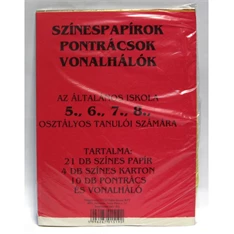 SZÍNESPAPÍROK
PONTRÁCSOK
VONALHÁLÓK
AZ ÁLTALÁNOS ISKOLA
5., 6., 7., 8.,
OSZTÁLYOS TANULÓI SZÁMÁRA
TARTALMA:
21 DB SZÍNES PAPÍR
4 DB SZÍNES KARTON
10 DB PONTRÁCS
ÉS VONALHÁLÓ